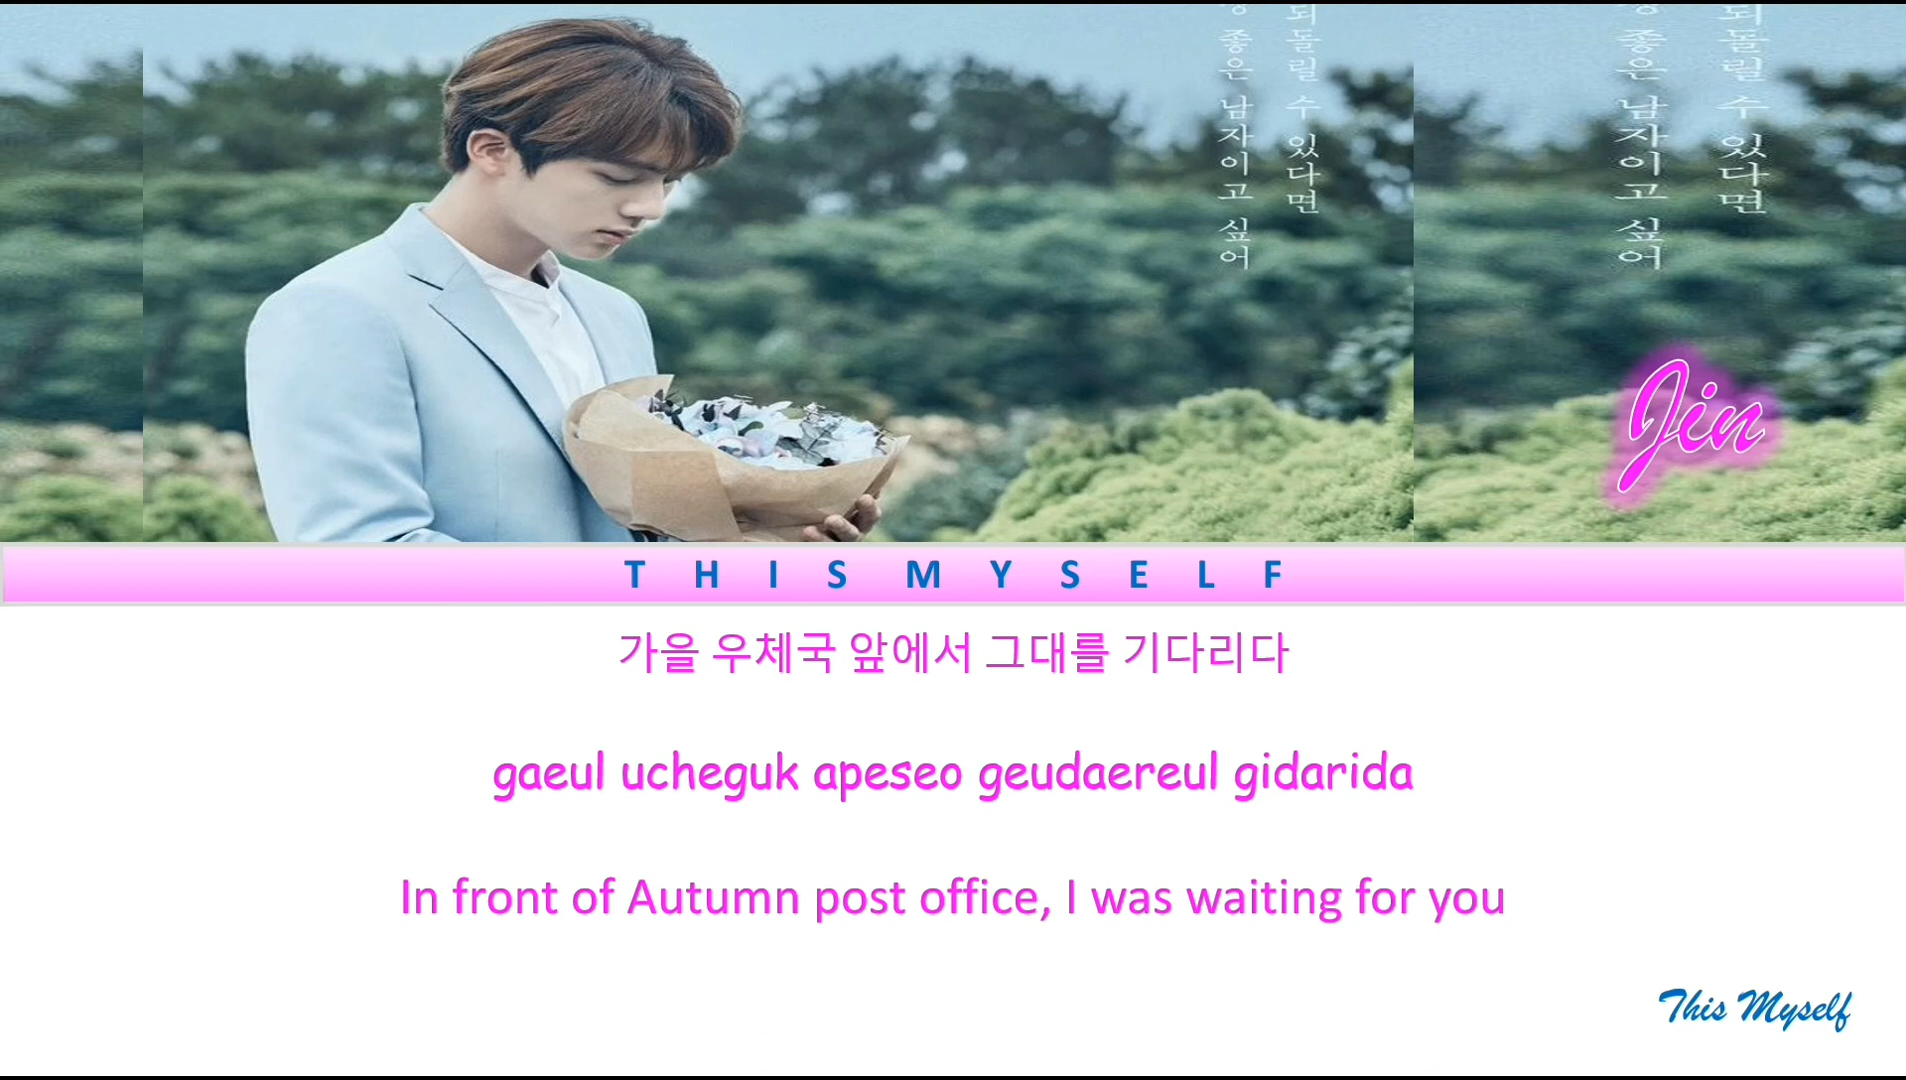 되돌릴 수 있다면
좋은 남자이고 싶어
되돌릴 수 있다면
좋은 남자이고 싶어
Jin
T H I S M Y S E L F
가을 우체국 앞에서 그대를 기다리다
gaeul ucheguk apeseo geudaereul gidarida
In front of Autumn post office, I was waiting for you
This Myself